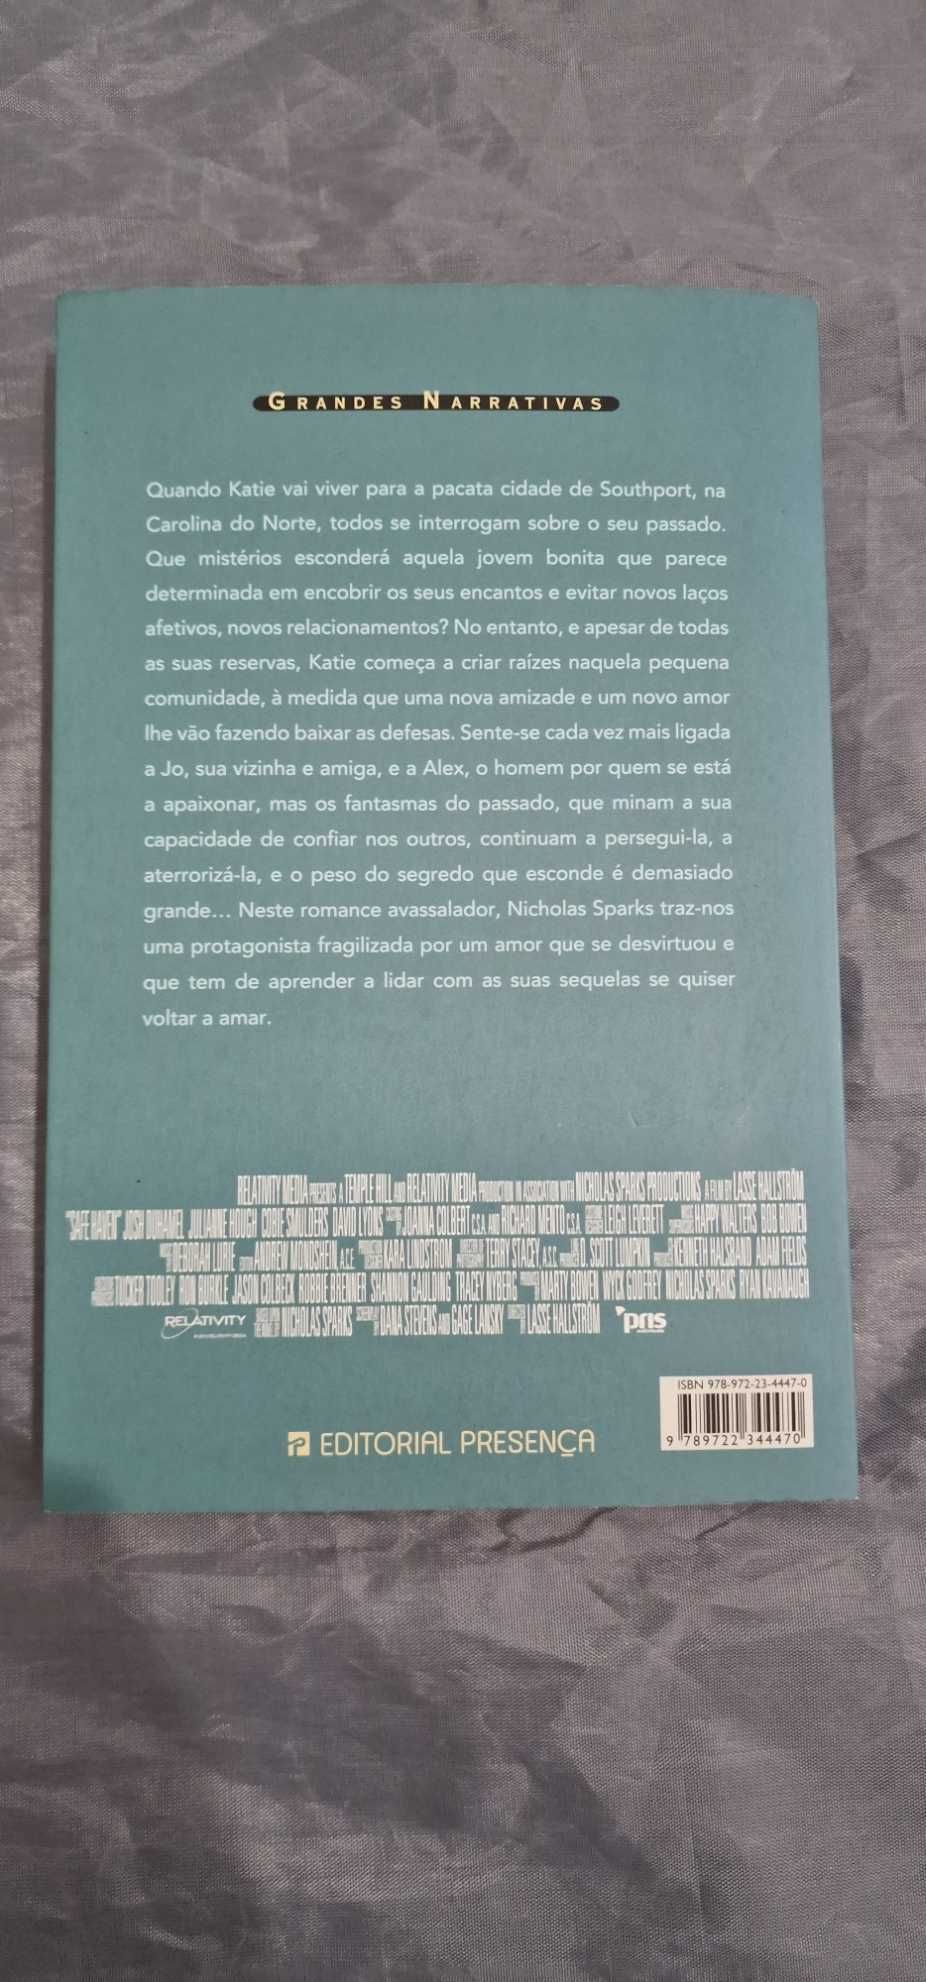 GRANDES NARRATIVAS
Quando Katie vai viver para a pacata cidade de Southport, na
Carolina do Norte, todos se interrogam sobre o seu passado.
Que mistérios esconderá aquela jovem bonita que parece
determinada em encobrir os seus encantos e evitar novos laços
afetivos, novos relacionamentos? No entanto, e apesar de todas
as suas reservas, Katie começa a criar raízes naquela pequena
comunidade, à medida que uma nova amizade e um novo amor
lhe vão fazendo baixar as defesas. Sente-se cada vez mais ligada
a Jo, sua vizinha e amiga, e a Alex, o homem por quem se está
a apaixonar, mas os fantasmas do passado, que minam a sua
capacidade de confiar nos outros, continuam a persegui-la, a
aterrorizá-la, e o peso do segredo que esconde é demasiado
grande... Neste romance avassalador, Nicholas Sparks traz-nos
uma protagonista fragilizada por um amor que se desvirtuou e
que tem de aprender a lidar com as suas sequelas se quiser
voltar a amar.
RELATIVITY MEDIA PRESENTS A TEMPLE HILL AND RELATIVITY MEDIA PRODUCTION IN ASSOCIATION WITH NICHOLAS SPARKS PRODUCTIONS A FILM BY LASSE HALLSTRÖM
"SAFE HAVEN" JOSH DUHAMEL JULIANNE HOUGH COBIE SMULDERS DAVID LYONS JOANNA COLBERT C.S.A. AND RICHARD MENTO C.S.A. LEIGH LEVERETT HAPPY WALTERS BOB BOWEN
DEBORAH LURIE ANDREW MONDSHEIN, A.C.E. KARA LINDSTROM TERRY STACEY A.S.C. D. SCOTT LUMPKIN KENNETH HALSBAND ADAM FIELDS
TUCKER TOOLEY RON BURKLE JASON COLBECK ROBBIE BRENNER SHANNON GAULDING TRACEY NYBERG MARTY BOWEN WYCK GODFREY NICHOLAS SPARKS RYAN KAVANAUGH
RELATIVITY NICHOLAS SPARKS DANA STEVENS AND GAGE LANSKY LASSE HALLSTRÖM pris
ISBN 978-972-23-4447-0
9 789722 344470
EDITORIAL PRESENÇA